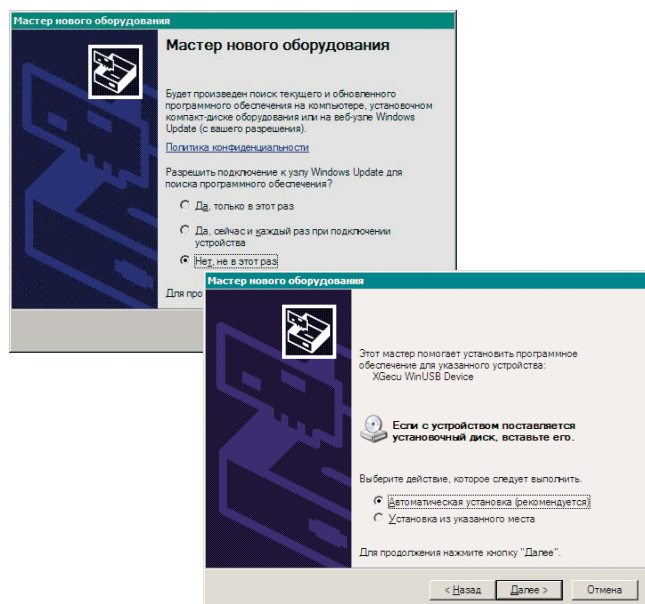 Мастер нового оборудования
Мастер нового оборудования
Будет произведен поиск текущего и обновленного
программного обеспечения на компьютере, установочном
компакт-диске оборудования или на веб-узле Windows
Update (с вашего разрешения).
Политика конфиденциальности
Разрешить подключение к узлу Windows Update для
поиска программного обеспечения?
Да, только в этот раз
Да, сейчас и каждый раз при подключении
устройства
Нет, не в этот раз
Для про
Мастер нового оборудования
Этот мастер помогает установить программное
обеспечение для указанного устройства:
XGecu WinUSB Device
Если с устройством поставляется
установочный диск, вставьте его.
Выберите действие, которое следует выполнить.
Автоматическая установка (рекомендуется)
Установка из указанного места
Для продолжения нажмите кнопку "Далее".
< Назад
Далее >
Отмена